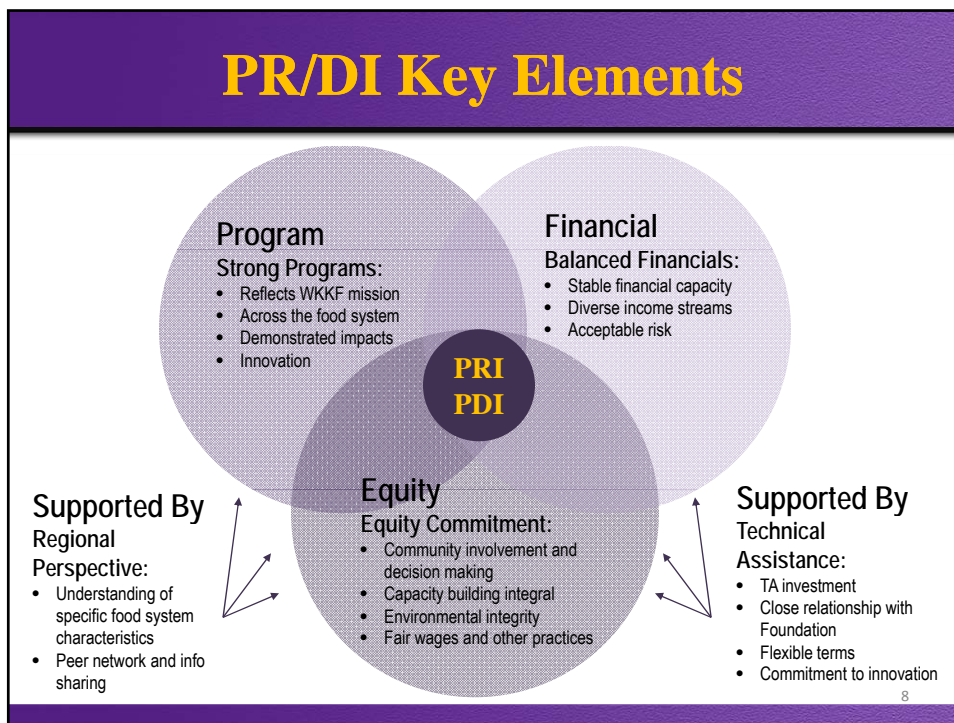 PR/DI Key Elements
Program
Strong Programs:
• Reflects WKKF mission
• Across the food system
• Demonstrated impacts
• Innovation
Financial
Balanced Financials:
• Stable financial capacity
• Diverse income streams
• Acceptable risk
PRI
PDI
Equity
Equity Commitment:
• Community involvement and
decision making
• Capacity building integral
• Environmental integrity
• Fair wages and other practices
Supported By
Regional
Perspective:
• Understanding of
specific food system
characteristics
• Peer network and info
sharing
Supported By
Technical
Assistance:
• TA investment
• Close relationship with
Foundation
• Flexible terms
• Commitment to innovation
8